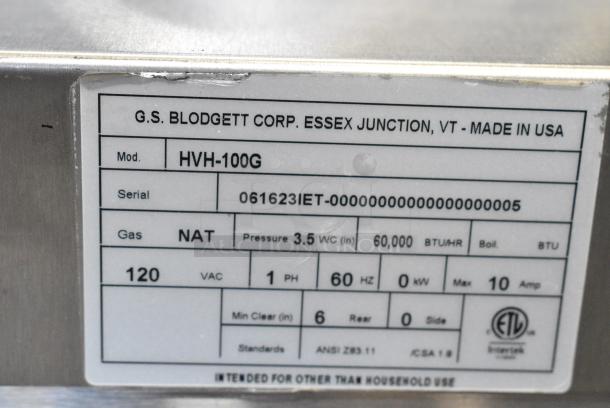 G.S. BLODGETT CORP. ESSEX JUNCTION, VT - MADE IN USA
Mod. HVH-100G
Serial 061623IET-00000000000000000005
Gas NAT Pressure 3.5 WC (in) 60,000 BTU/HR Boil. BTU
120 VAC 1 PH 60 HZ 0 kW Max 10 Amp
Min Clear (in) 6 Rear 0 Side
Standards ANSI Z83.11 /CSA 1.8
C ETL US
Intertek
INTENDED FOR OTHER THAN HOUSEHOLD USE